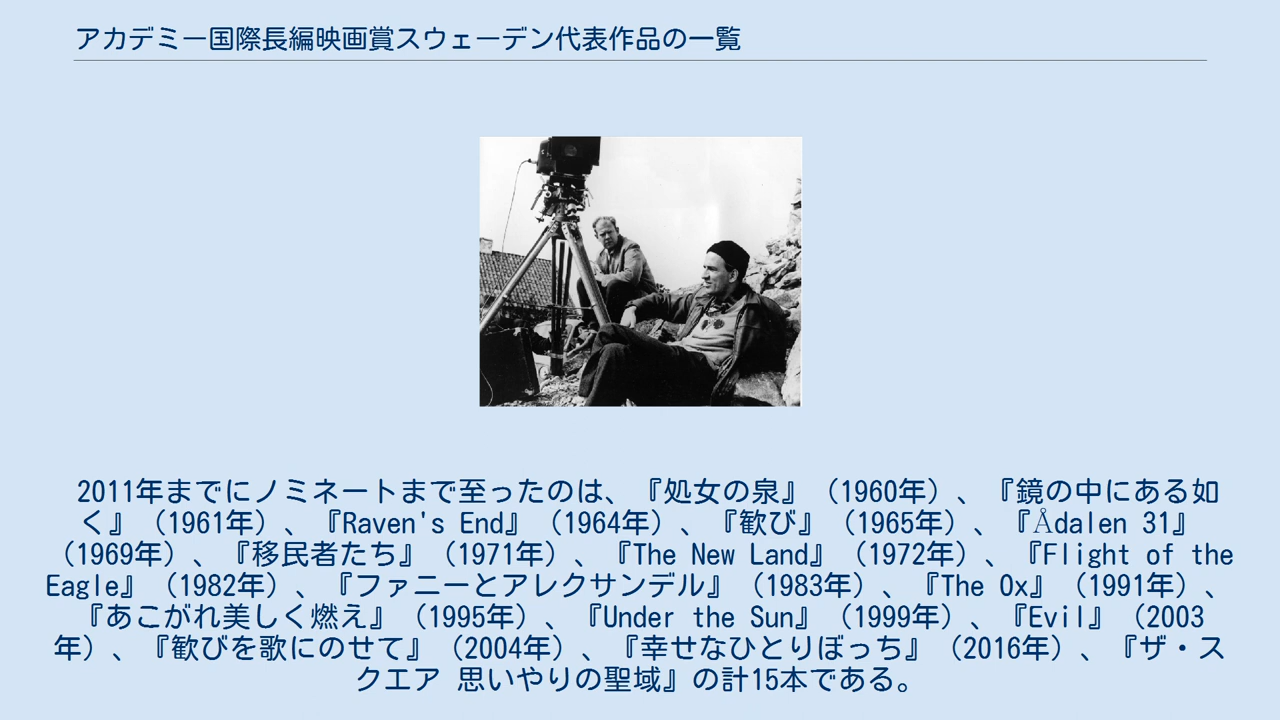 アカデミー国際長編映画賞スウェーデン代表作品の一覧
2011年までにノミネートまで至ったのは、『処女の泉』（1960年）、『鏡の中にある如
く』（1961年）、『Raven's End』（1964年）、『歓び』（1965年）、『Ådalen 31』
（1969年）、『移民者たち』（1971年）、『The New Land』（1972年）、『Flight of the
Eagle』（1982年）、『ファニーとアレクサンデル』（1983年）、『The Ox』（1991年）、
『あこがれ美しく燃え』（1995年）、『Under the Sun』（1999年）、『Evil』（2003
年）、『歓びを歌にのせて』（2004年）、『幸せなひとりぼっち』（2016年）、『ザ・ス
クエア 思いやりの聖域』の計15本である。